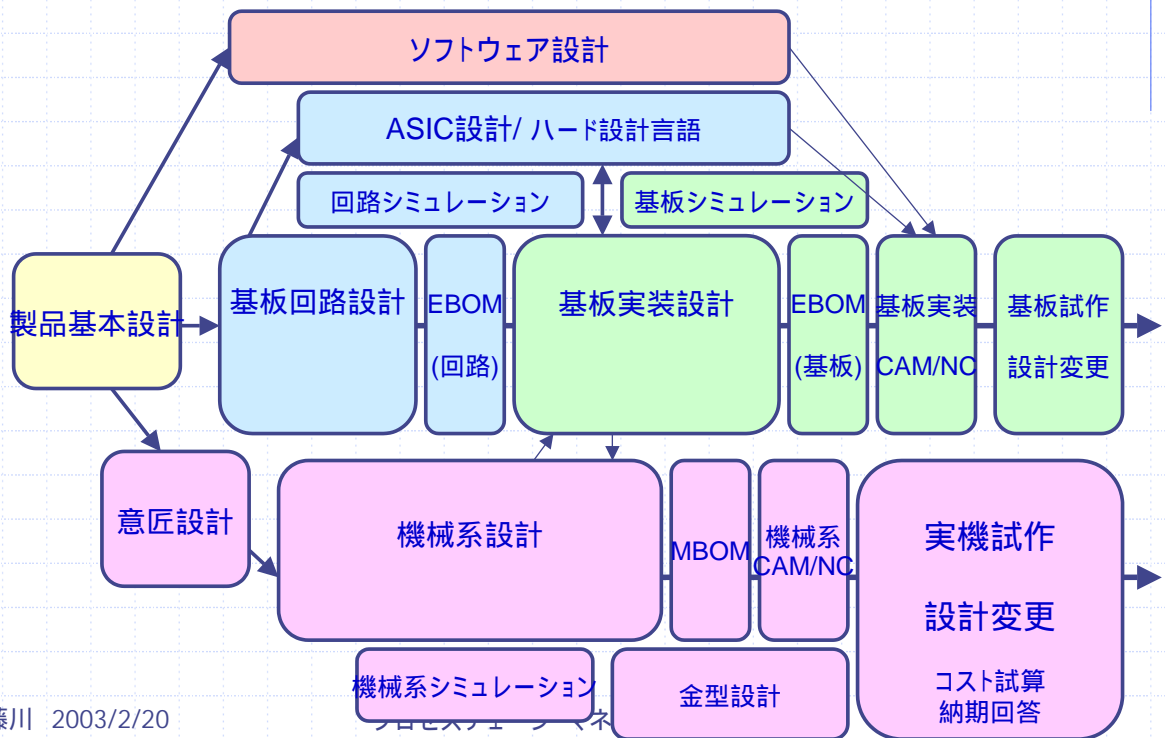 ソフトウェア設計
ASIC設計/ ハード設計言語
回路シミュレーション
基板シミュレーション
製品基本設計
基板回路設計
EBOM
(回路)
基板実装設計
EBOM
(基板)
基板実装
CAM/NC
基板試作
設計変更
意匠設計
機械系設計
MBOM
機械系
CAM/NC
実機試作
設計変更
コスト試算
納期回答
機械系シミュレーション
金型設計
川 2003/2/20